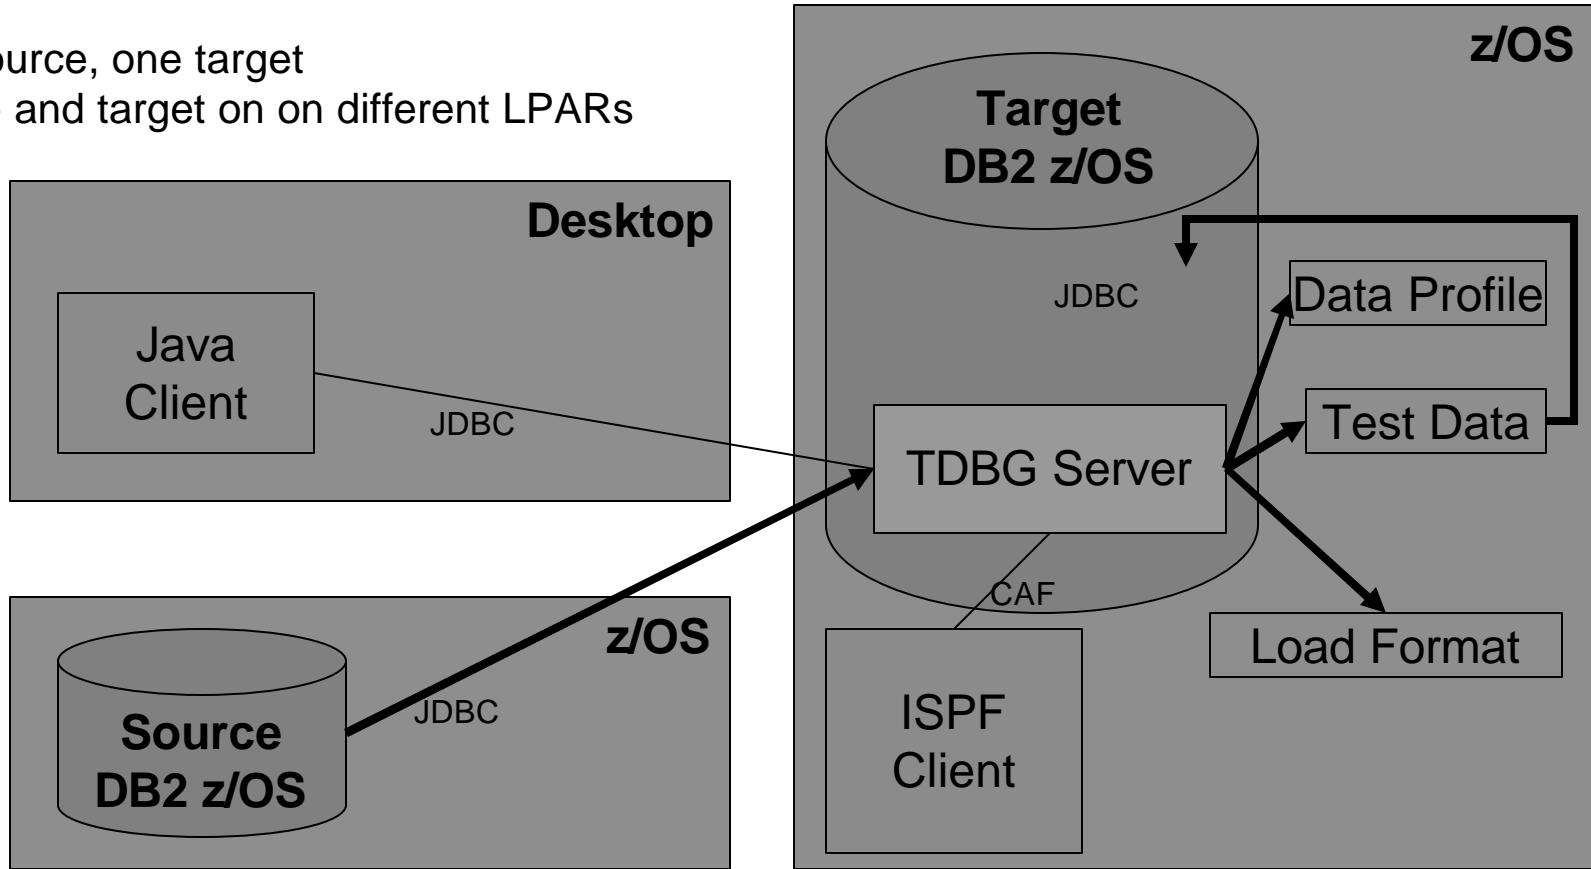 ource, one target
and target on on different LPARs
Desktop
Java
Client
JDBC
z/OS
Source
DB2 z/OS
JDBC
z/OS
Target
DB2 z/OS
JDBC
Data Profile
Test Data
TDBG Server
CAF
Load Format
ISPF
Client